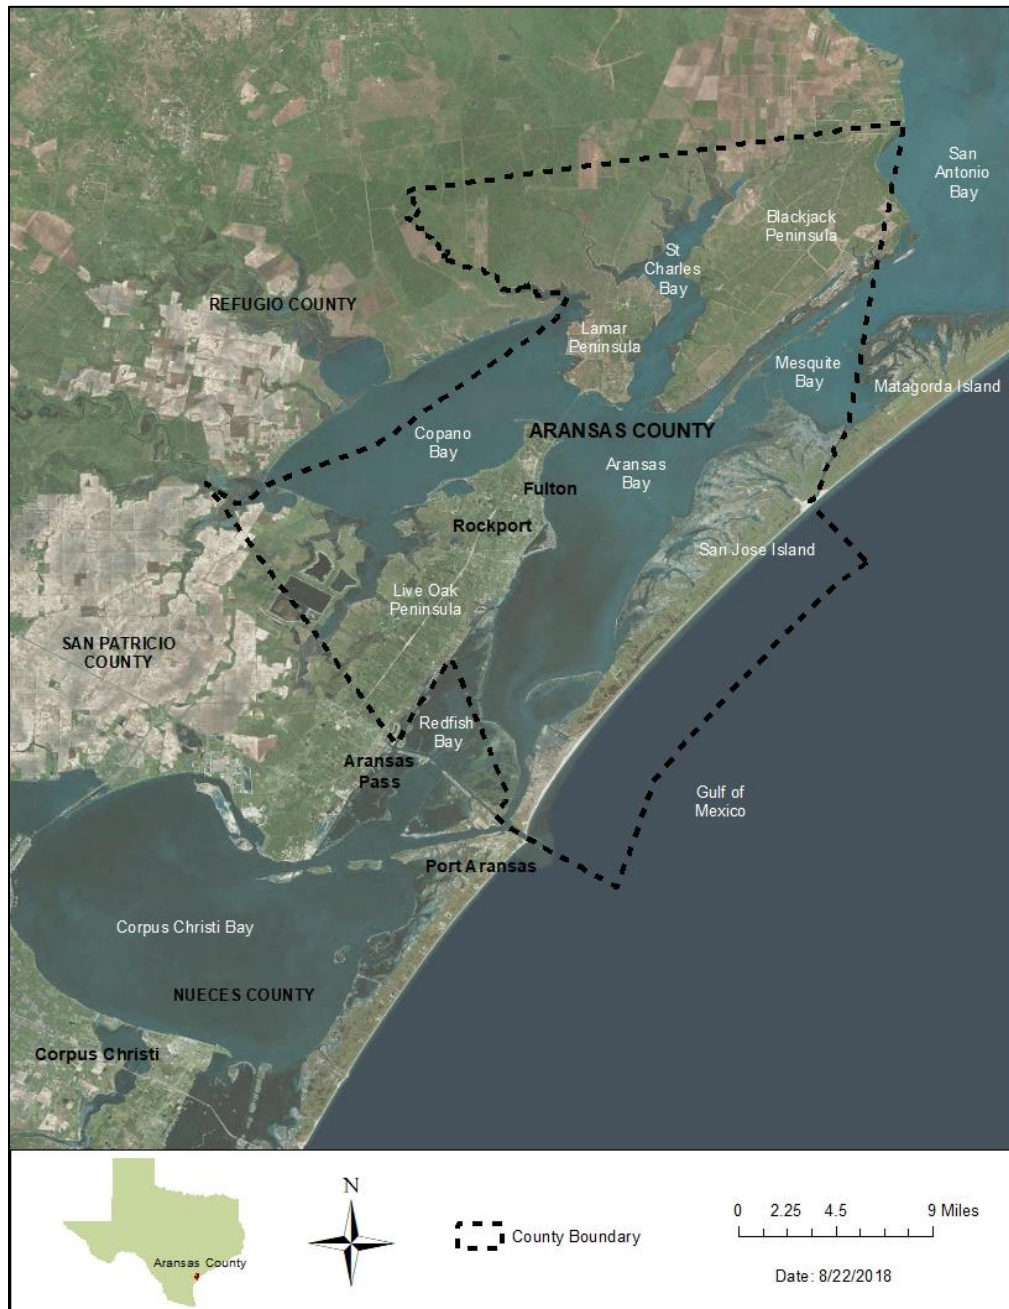 San
Antonio
Bay
Blackjack
Peninsula
St
Charles
Bay
REFUGIO COUNTY
Lamar
Peninsula
Mesquite
Bay
Matagorda Island
Copano
Bay
ARANSAS COUNTY
Aransas
Bay
Fulton
Rockport
San Jose Island
Live Oak
Peninsula
SAN PATRICIO
COUNTY
Redfish
Bay
Aransas
Pass
Gulf of
Mexico
Port Aransas
Corpus Christi Bay
NUECES COUNTY
Corpus Christi
Aransas County
N
County Boundary
0 2.25 4.5 9 Miles
Date: 8/22/2018